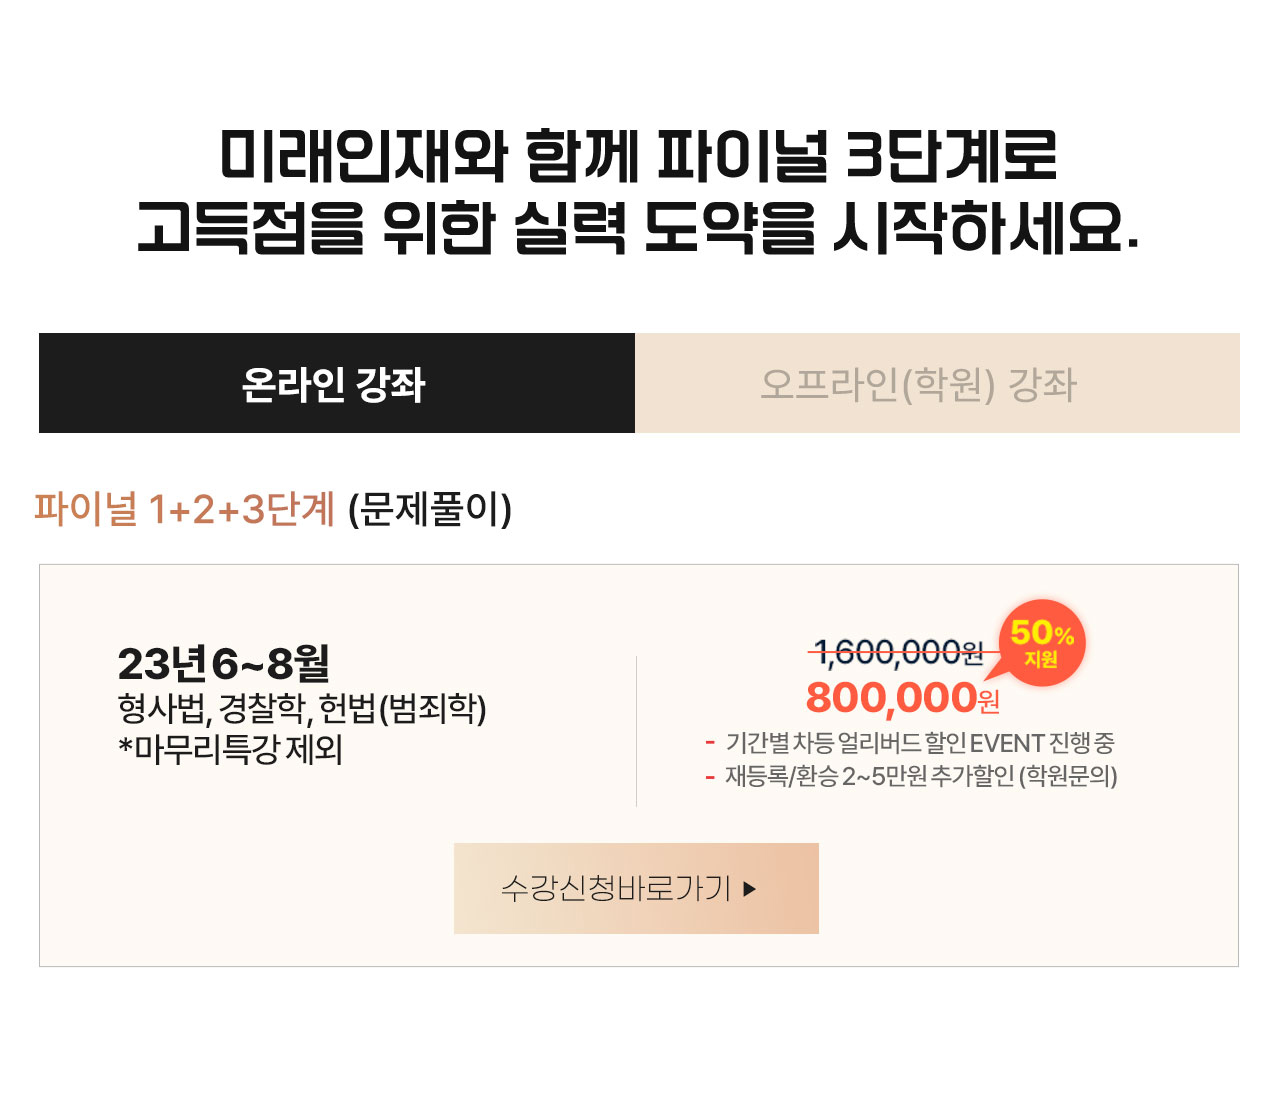 미래인재와 함께 파이널 3단계로
고득점을 위한 실력 도약을 시작하세요.
온라인 강좌
오프라인(학원) 강좌
파이널 1+2+3단계 (문제풀이)
23년 6~8월
형사법, 경찰학, 헌법(범죄학)
*마무리특강 제외
1,600,000원
50%
지원
800,000원
- 기간별 차등 얼리버드 할인 EVENT 진행 중
- 재등록/환승 2~5만원 추가할인 (학원문의)
수강신청바로가기 ▶